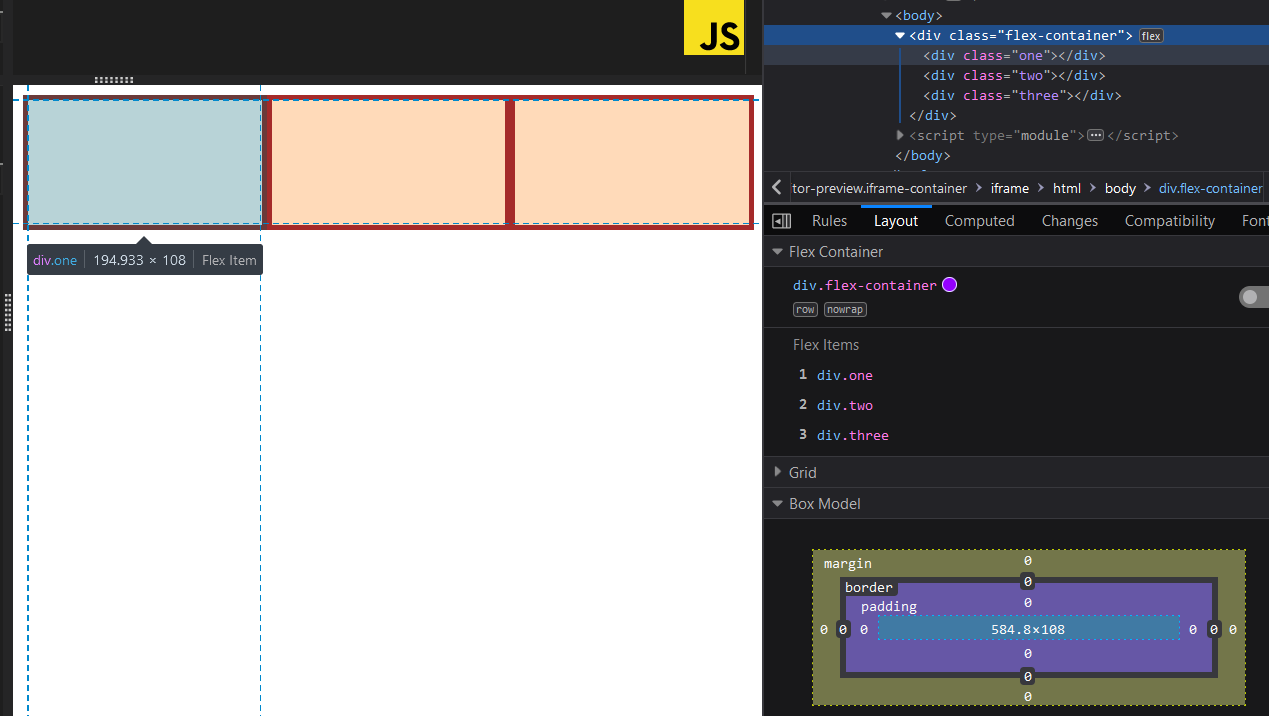 JS
<body>
<div class="flex-container"> flex
<div class="one"></div>
<div class="two"></div>
<div class="three"></div>
</div>
<script type="module"> ⋯ </script>
</body>
tor-preview.iframe-container > iframe > html > body > div.flex-container
Rules Layout Computed Changes Compatibility Font
Flex Container
div.flex-container
row nowrap
Flex Items
1 div.one
2 div.two
3 div.three
Grid
Box Model
margin 0
border 0
padding 0
0 0 0 584.8×108 0 0 0
0
0
0
div.one 194.933 × 108 Flex Item